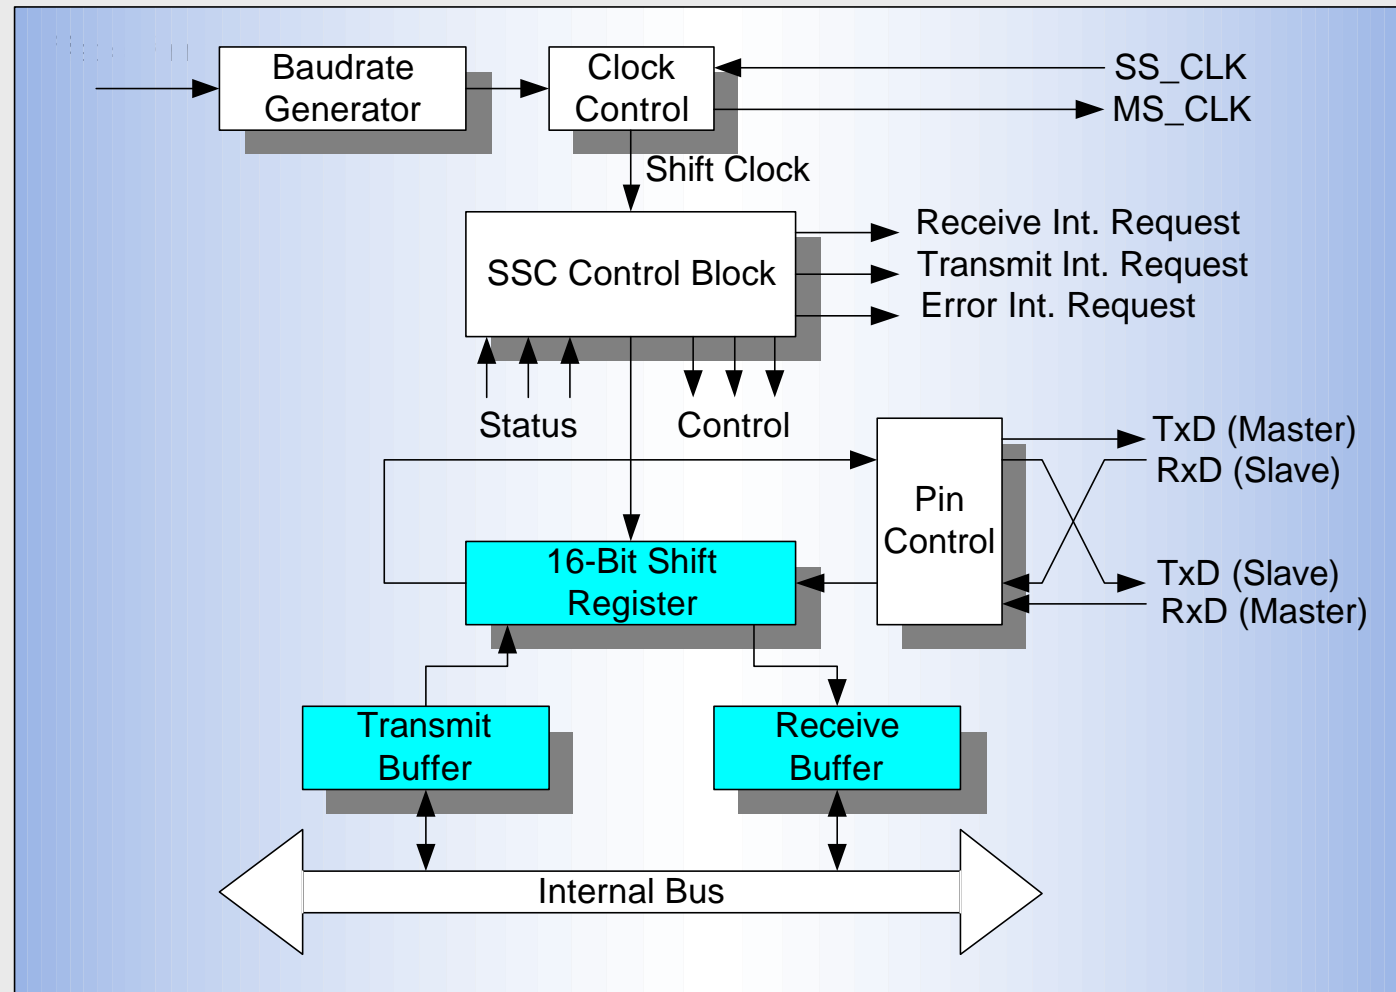 Baudrate
Generator
Clock
Control
SS_CLK
MS_CLK
Shift Clock
SSC Control Block
Receive Int. Request
Transmit Int. Request
Error Int. Request
Status
Control
Pin
Control
TxD (Master)
RxD (Slave)
TxD (Slave)
RxD (Master)
16-Bit Shift
Register
Transmit
Buffer
Receive
Buffer
Internal Bus